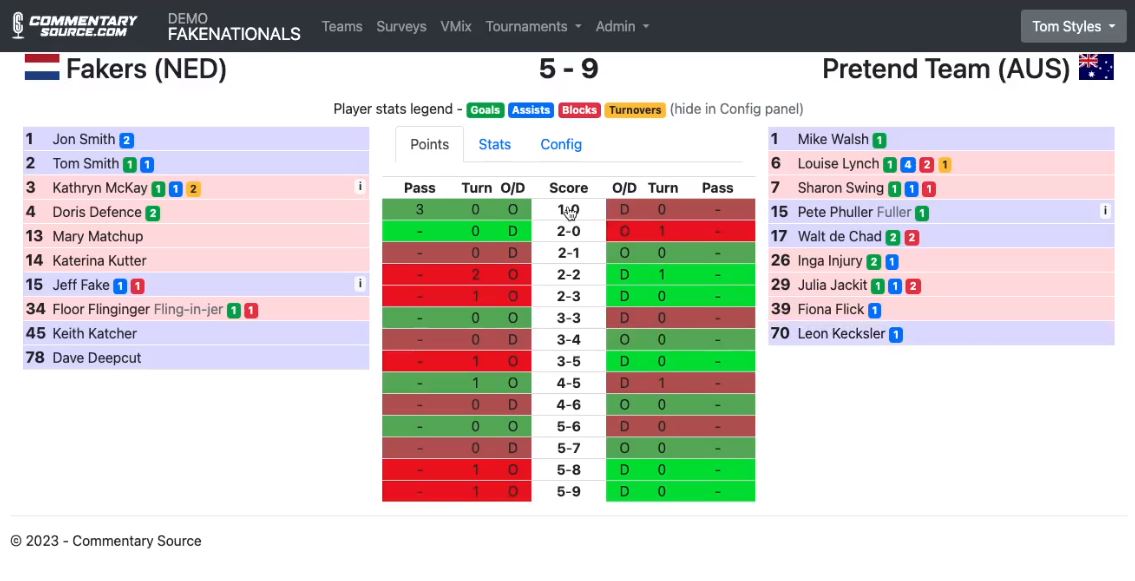 COMMENTARY
SOURCE.COM
DEMO
FAKENATIONALS
Teams Surveys VMix Tournaments Admin
Tom Styles
Fakers (NED) 5 - 9 Pretend Team (AUS)
Player stats legend - Goals Assists Blocks Turnovers (hide in Config panel)
1 Jon Smith 2
2 Tom Smith 1 1
3 Kathryn McKay 1 1 2 i
4 Doris Defence 2
13 Mary Matchup
14 Katerina Kutter
15 Jeff Fake 1 1 i
34 Floor Flinginger Fling-in-jer 1 1
45 Keith Katcher
78 Dave Deepcut
Points Stats Config
Pass Turn O/D Score O/D Turn Pass
3 0 O 1-0 D 0 -
- 0 D 2-0 O 1 -
- 0 D 2-1 O 0 -
- 2 O 2-2 D 1 -
- 1 O 2-3 D 0 -
- 0 O 3-3 D 0 -
- 0 D 3-4 O 0 -
- 1 O 3-5 D 0 -
- 1 O 4-5 D 1 -
- 0 D 4-6 O 0 -
- 0 O 5-6 D 0 -
- 0 D 5-7 O 0 -
- 1 O 5-8 D 0 -
- 1 O 5-9 D 0 -
1 Mike Walsh 1
6 Louise Lynch 1 4 2 1
7 Sharon Swing 1 1 1
15 Pete Phuller Fuller 1 i
17 Walt de Chad 2 2
26 Inga Injury 2 1
29 Julia Jackit 1 1 2
39 Fiona Flick 1
70 Leon Kecksler 1
© 2023 - Commentary Source